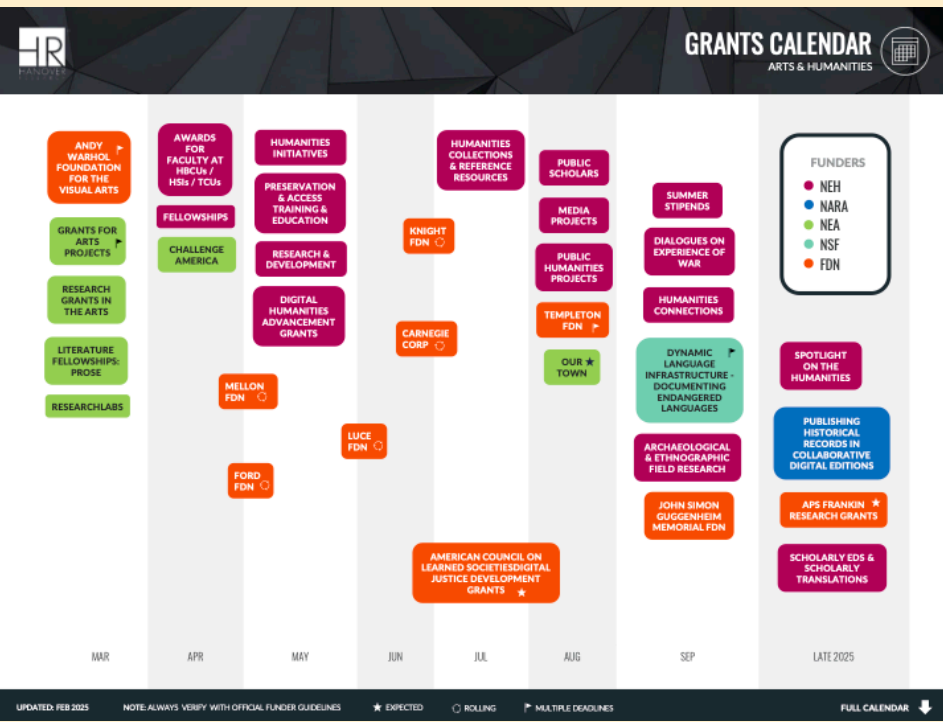 HR
HANOVER
GRANTS CALENDAR
ARTS & HUMANITIES
ANDY
WARHOL
FOUNDATION
FOR THE
VISUAL ARTS
GRANTS FOR
ARTS
PROJECTS
RESEARCH
GRANTS IN
THE ARTS
LITERATURE
FELLOWSHIPS:
PROSE
RESEARCHLABS
AWARDS
FOR
FACULTY AT
HBCUs /
HSIs / TCUs
FELLOWSHIPS
CHALLENGE
AMERICA
MELLON
FDN
FORD
FDN
HUMANITIES
INITIATIVES
PRESERVATION
& ACCESS
TRAINING &
EDUCATION
RESEARCH &
DEVELOPMENT
DIGITAL
HUMANITIES
ADVANCEMENT
GRANTS
LUCE
FDN
KNIGHT
FDN
CARNEGIE
CORP
HUMANITIES
COLLECTIONS
& REFERENCE
RESOURCES
AMERICAN COUNCIL ON
LEARNED SOCIETIESDIGITAL
JUSTICE DEVELOPMENT
GRANTS
PUBLIC
SCHOLARS
MEDIA
PROJECTS
PUBLIC
HUMANITIES
PROJECTS
TEMPLETON
FDN
OUR
TOWN
SUMMER
STIPENDS
DIALOGUES ON
EXPERIENCE OF
WAR
HUMANITIES
CONNECTIONS
DYNAMIC
LANGUAGE
INFRASTRUCTURE -
DOCUMENTING
ENDANGERED
LANGUAGES
ARCHAEOLOGICAL
& ETHNOGRAPHIC
FIELD RESEARCH
JOHN SIMON
GUGGENHEIM
MEMORIAL FDN
FUNDERS
NEH
NARA
NEA
NSF
FDN
SPOTLIGHT
ON THE
HUMANITIES
PUBLISHING
HISTORICAL
RECORDS IN
COLLABORATIVE
DIGITAL EDITIONS
APS FRANKIN
RESEARCH GRANTS
SCHOLARLY EDS &
SCHOLARLY
TRANSLATIONS
MAR APR MAY JUN JUL AUG SEP LATE 2025
UPDATED: FEB 2025 NOTE: ALWAYS VERIFY WITH OFFICIAL FUNDER GUIDELINES EXPECTED ROLLING MULTIPLE DEADLINES FULL CALENDAR